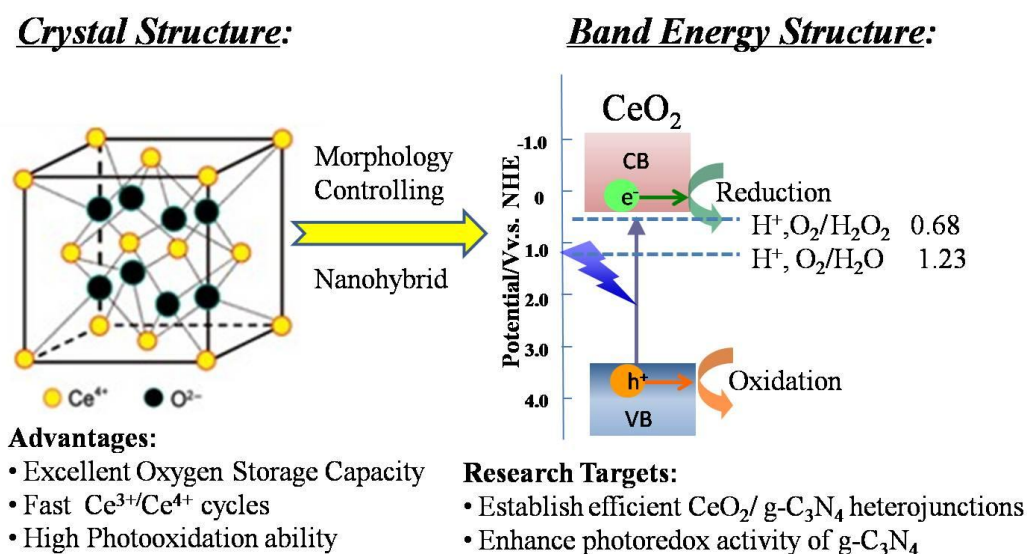 Crystal Structure:
Band Energy Structure:
Morphology
Controlling
Nanohybrid
Ce⁴⁺
O²⁻
CeO₂
Potential/Vv.s. NHE
-1.0
0
1.0
2.0
3.0
4.0
CB
e⁻
Reduction
H⁺,O₂/H₂O₂ 0.68
H⁺, O₂/H₂O 1.23
h⁺
Oxidation
VB
Advantages:
• Excellent Oxygen Storage Capacity
• Fast Ce³⁺/Ce⁴⁺ cycles
• High Photooxidation ability
Research Targets:
• Establish efficient CeO₂/ g-C₃N₄ heterojunctions
• Enhance photoredox activity of g-C₃N₄